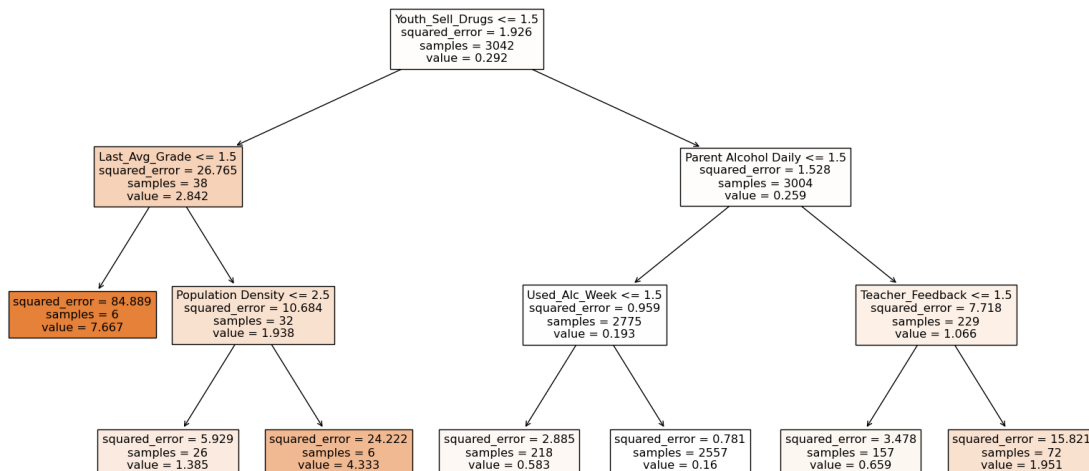 Youth_Sell_Drugs <= 1.5
squared_error = 1.926
samples = 3042
value = 0.292
Last_Avg_Grade <= 1.5
squared_error = 26.765
samples = 38
value = 2.842
Parent Alcohol Daily <= 1.5
squared_error = 1.528
samples = 3004
value = 0.259
squared_error = 84.889
samples = 6
value = 7.667
Population Density <= 2.5
squared_error = 10.684
samples = 32
value = 1.938
Used_Alc_Week <= 1.5
squared_error = 0.959
samples = 2775
value = 0.193
Teacher_Feedback <= 1.5
squared_error = 7.718
samples = 229
value = 1.066
squared_error = 5.929
samples = 26
value = 1.385
squared_error = 24.222
samples = 6
value = 4.333
squared_error = 2.885
samples = 218
value = 0.583
squared_error = 0.781
samples = 2557
value = 0.16
squared_error = 3.478
samples = 157
value = 0.659
squared_error = 15.821
samples = 72
value = 1.951